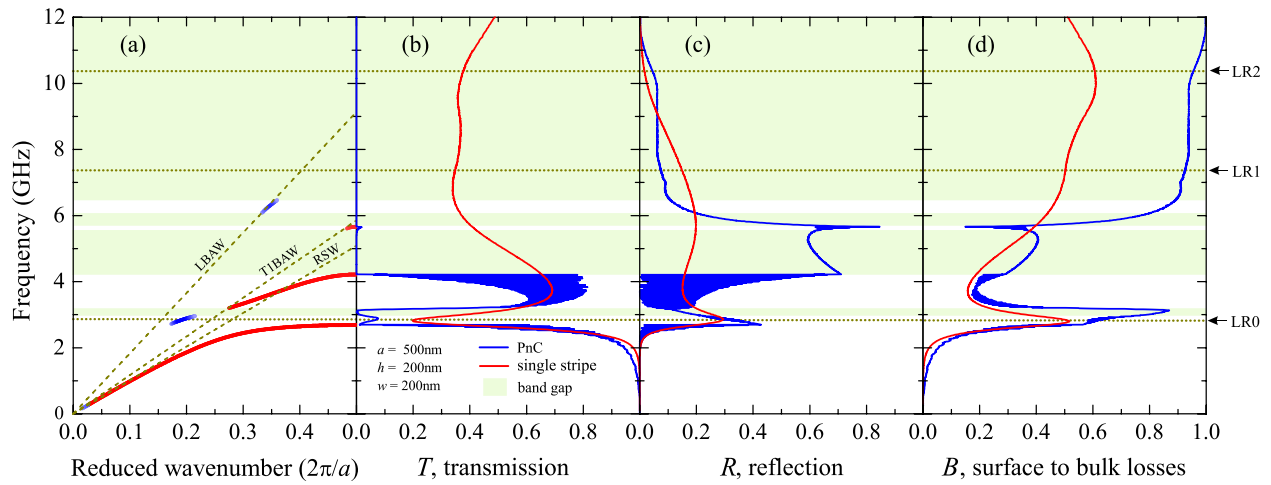 12
10
8
6
4
2
0
Frequency (GHz)
(a)
(b)
(c)
(d)
LBAW
T1BAW
RSW
LR2
LR1
LR0
a = 500nm
h = 200nm
w = 200nm
PnC
single stripe
band gap
0.0 0.1 0.2 0.3 0.4 0.0 0.2 0.4 0.6 0.8 0.0 0.2 0.4 0.6 0.8 0.0 0.2 0.4 0.6 0.8 1.0
Reduced wavenumber (2π/a) T, transmission R, reflection B, surface to bulk losses